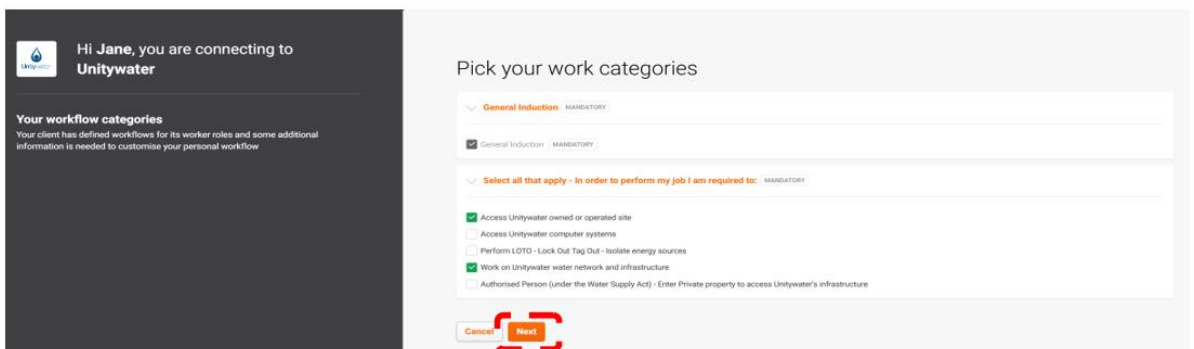 Hi Jane, you are connecting to
Unitywater
Unitywater
Your workflow categories
Your client has defined workflows for its worker roles and some additional
information is needed to customise your personal workflow
Pick your work categories
General Induction MANDATORY
General Induction MANDATORY
Select all that apply - In order to perform my job I am required to: MANDATORY
Access Unitywater owned or operated site
Access Unitywater computer systems
Perform LOTO - Lock Out Tag Out - Isolate energy sources
Work on Unitywater water network and infrastructure
Authorised Person (under the Water Supply Act) - Enter Private property to access Unitywater's infrastructure
Cancel Next